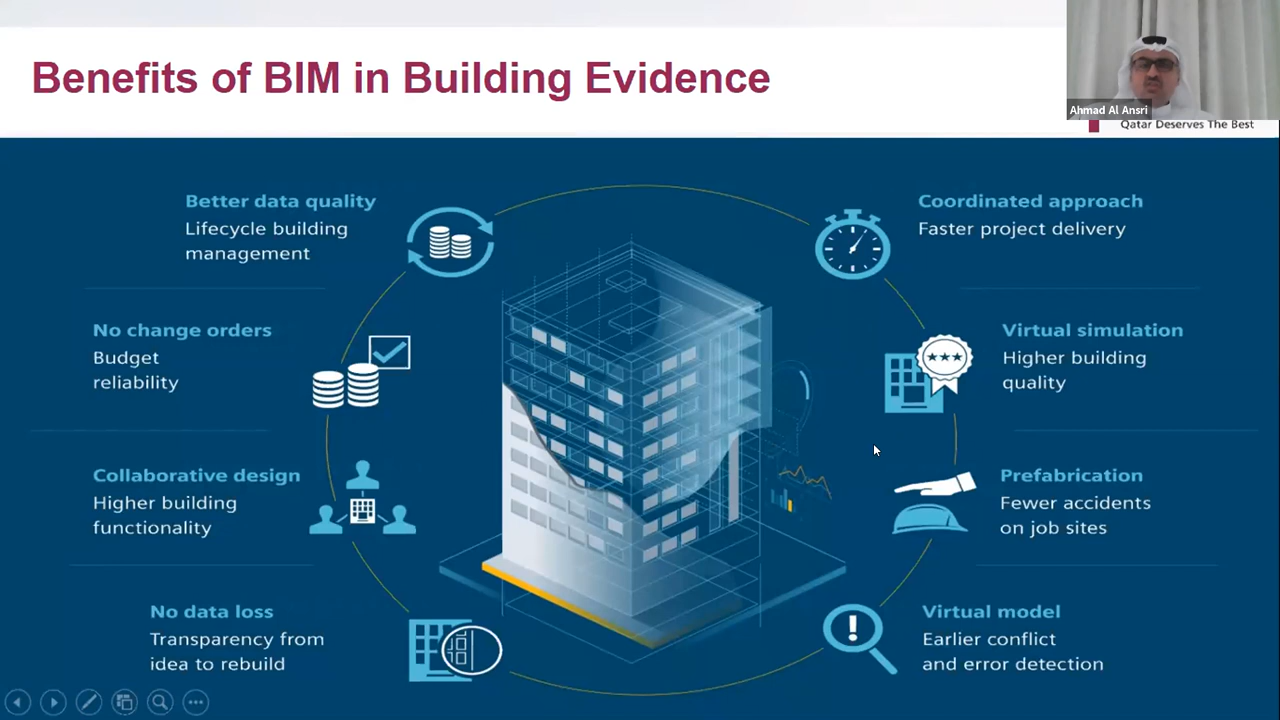 Benefits of BIM in Building Evidence
Ahmad Al Ansri
Qatar Deserves The Best
Better data quality
Lifecycle building
management
No change orders
Budget
reliability
Collaborative design
Higher building
functionality
No data loss
Transparency from
idea to rebuild
Coordinated approach
Faster project delivery
Virtual simulation
Higher building
quality
Prefabrication
Fewer accidents
on job sites
Virtual model
Earlier conflict
and error detection